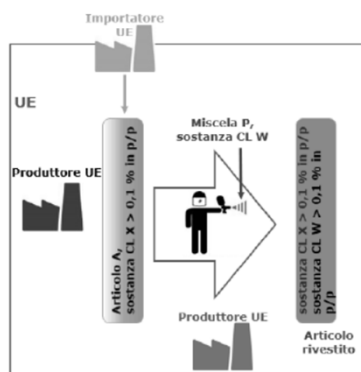 Importatore
UE
UE
Miscela P,
sostanza CL W
Produttore UE
Articolo A,
sostanza CL X > 0,1 % in p/p
sostanza CL X > 0,1 % in p/p
sostanza CL W > 0,1 % in
p/p
Produttore UE
Articolo
rivestito